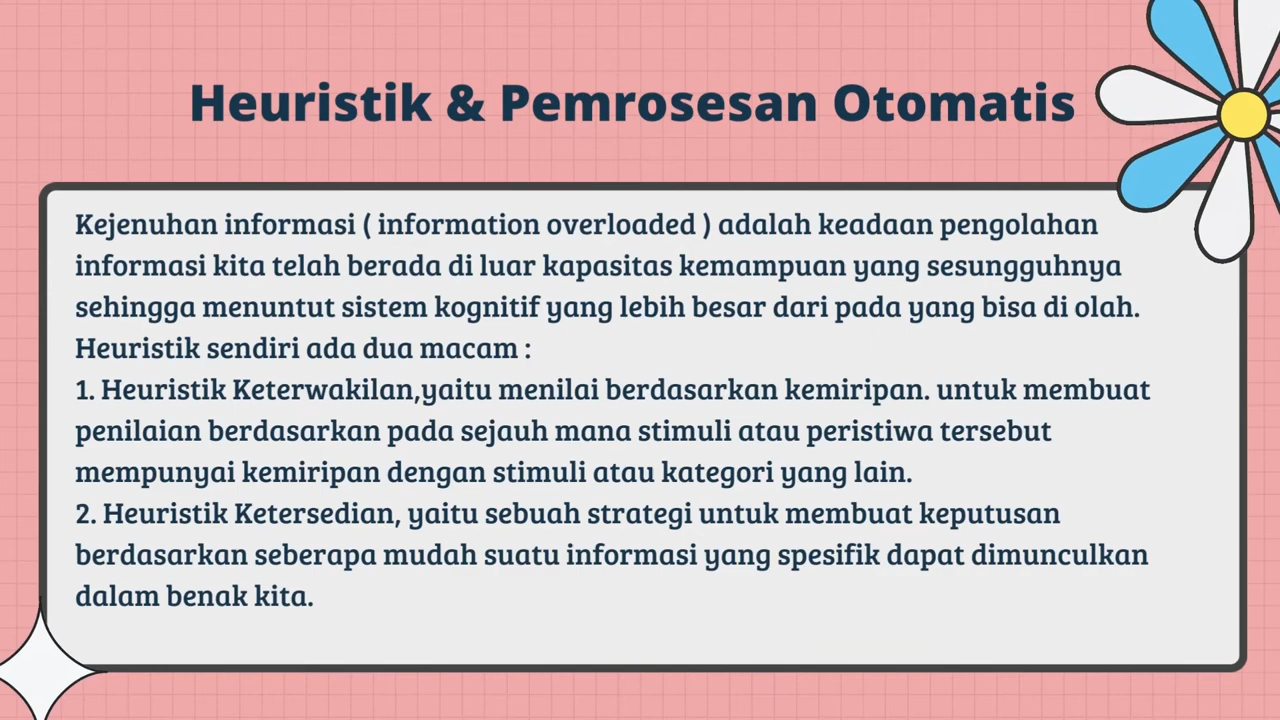 Heuristik & Pemrosesan Otomatis
Kejenuhan informasi ( information overloaded ) adalah keadaan pengolahan
informasi kita telah berada di luar kapasitas kemampuan yang sesungguhnya
sehingga menuntut sistem kognitif yang lebih besar dari pada yang bisa di olah.
Heuristik sendiri ada dua macam :
1. Heuristik Keterwakilan,yaitu menilai berdasarkan kemiripan. untuk membuat
penilaian berdasarkan pada sejauh mana stimuli atau peristiwa tersebut
mempunyai kemiripan dengan stimuli atau kategori yang lain.
2. Heuristik Ketersedian, yaitu sebuah strategi untuk membuat keputusan
berdasarkan seberapa mudah suatu informasi yang spesifik dapat dimunculkan
dalam benak kita.